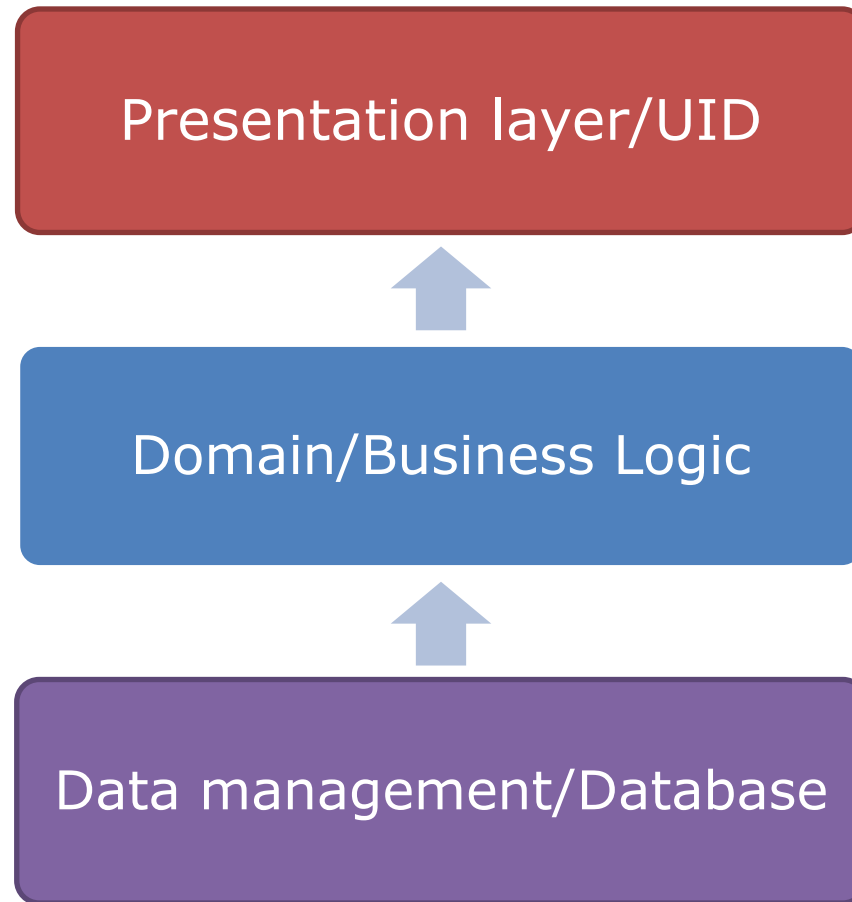 Presentation layer/UID
Domain/Business Logic
Data management/Database